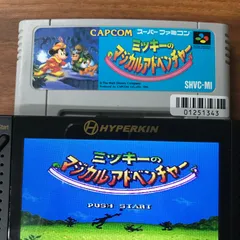 CAPCOM
スーパーファミコン
ミッキーの
マジカルアドベンチャー
SHVC-MI
01251343
HYPERKIN
ミッキーの
マジカルアドベンチャー
PUSH START